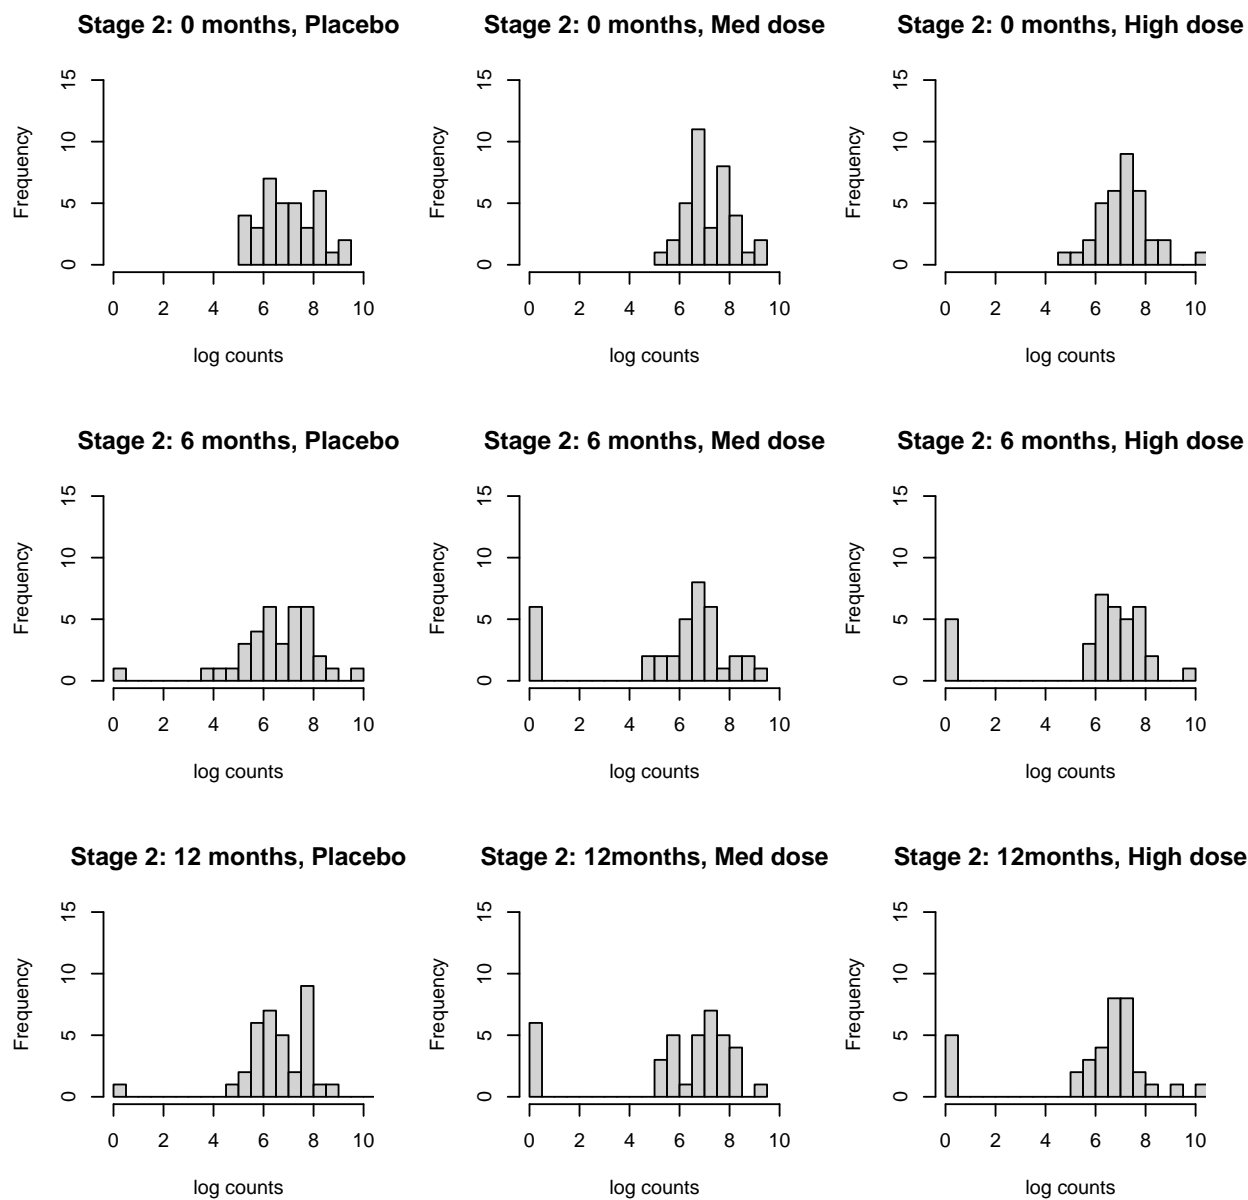 Stage 2: 0 months, Placebo
Frequency
0 5 10 15
0 2 4 6 8 10
log counts
Stage 2: 0 months, Med dose
Frequency
0 5 10 15
0 2 4 6 8 10
log counts
Stage 2: 0 months, High dose
Frequency
0 5 10 15
0 2 4 6 8 10
log counts
Stage 2: 6 months, Placebo
Frequency
0 5 10 15
0 2 4 6 8 10
log counts
Stage 2: 6 months, Med dose
Frequency
0 5 10 15
0 2 4 6 8 10
log counts
Stage 2: 6 months, High dose
Frequency
0 5 10 15
0 2 4 6 8 10
log counts
Stage 2: 12 months, Placebo
Frequency
0 5 10 15
0 2 4 6 8 10
log counts
Stage 2: 12months, Med dose
Frequency
0 5 10 15
0 2 4 6 8 10
log counts
Stage 2: 12months, High dose
Frequency
0 5 10 15
0 2 4 6 8 10
log counts